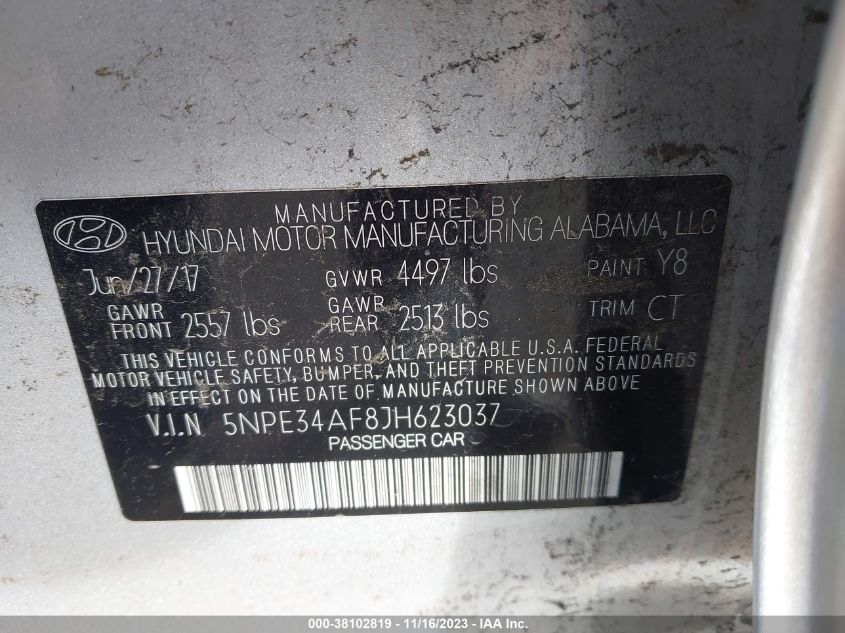 MANUFACTURED BY
HYUNDAI MOTOR MANUFACTURING ALABAMA, LLC
Jun/27/17 GVWR 4497 lbs PAINT Y8
GAWR FRONT 2557 lbs GAWR REAR 2513 lbs TRIM CT
THIS VEHICLE CONFORMS TO ALL APPLICABLE U.S.A. FEDERAL
MOTOR VEHICLE SAFETY, BUMPER, AND THEFT PREVENTION STANDARDS
IN EFFECT ON THE DATE OF MANUFACTURE SHOWN ABOVE
V.I.N 5NPE34AF8JH623037
PASSENGER CAR
000-38102819 - 11/16/2023 - IAA Inc.